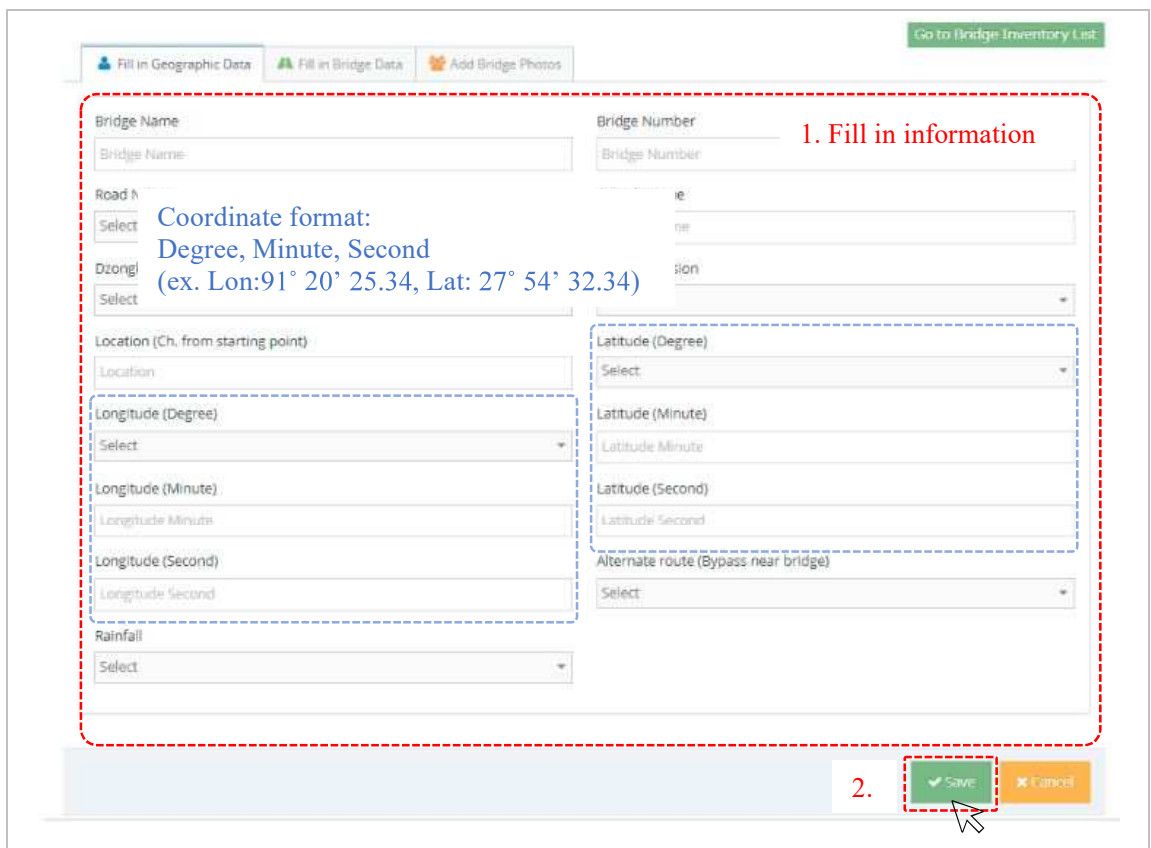 Go to Bridge Inventory List
Fill in Geographic Data
Fill in Bridge Data
Add Bridge Photos
Bridge Name
Bridge Number
1. Fill in information
Bridge Name
Bridge Number
Road
Select
Coordinate format:
Degree, Minute, Second
(ex. Lon:91˚ 20’ 25.34, Lat: 27˚ 54’ 32.34)
Select
Location (Ch. from starting point)
Latitude (Degree)
Location
Select
Longitude (Degree)
Latitude (Minute)
Select
Latitude Minute
Longitude (Minute)
Latitude (Second)
Longitude Minute
Latitude Second
Longitude (Second)
Alternate route (Bypass near bridge)
Longitude Second
Select
Rainfall
Select
2.
Save
Cancel